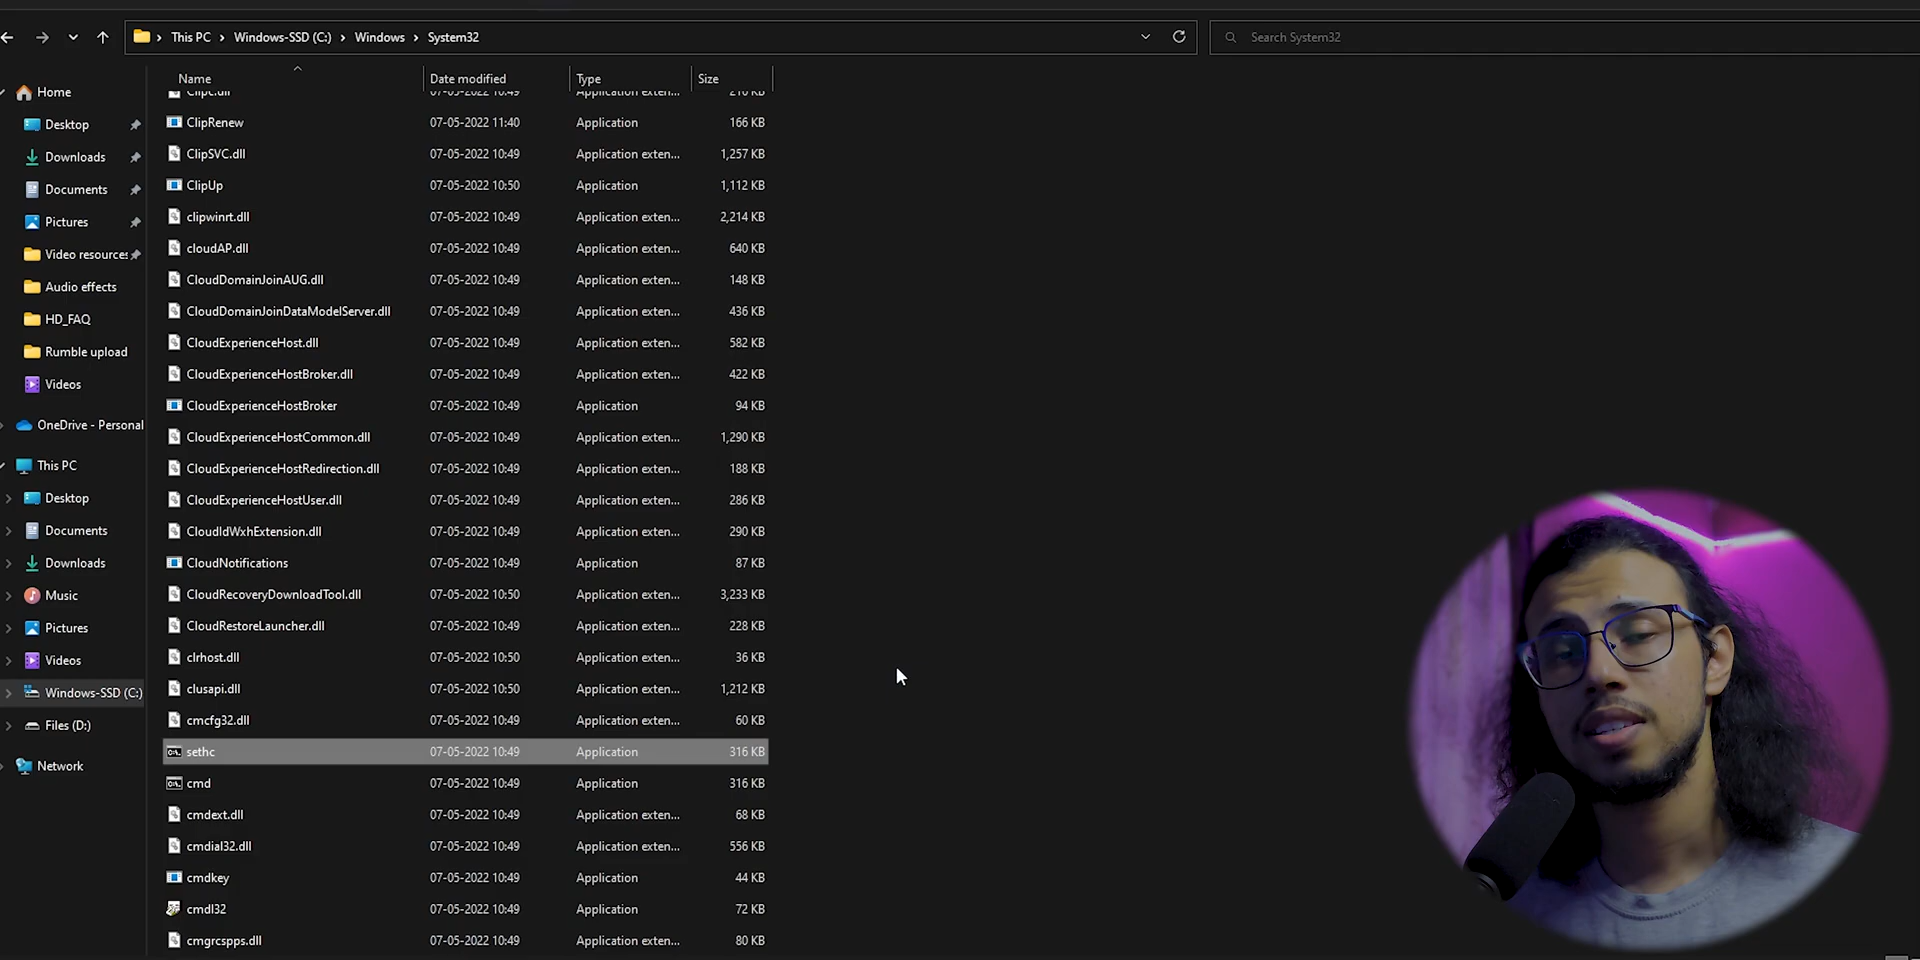 This PC > Windows-SSD (C:) > Windows > System32
Search System32
Name Date modified Type Size
Home
Desktop
Downloads
Documents
Pictures
Video resources
Audio effects
HD_FAQ
Rumble upload
Videos
OneDrive - Personal
This PC
Desktop
Documents
Downloads
Music
Pictures
Videos
Windows-SSD (C:)
Files (D:)
Network
ClipRenew 07-05-2022 11:40 Application 166 KB
ClipSVC.dll 07-05-2022 10:49 Application exten... 1,257 KB
ClipUp 07-05-2022 10:50 Application 1,112 KB
clipwinrt.dll 07-05-2022 10:49 Application exten... 2,214 KB
cloudAP.dll 07-05-2022 10:49 Application exten... 640 KB
CloudDomainJoinAUG.dll 07-05-2022 10:49 Application exten... 148 KB
CloudDomainJoinDataModelServer.dll 07-05-2022 10:49 Application exten... 436 KB
CloudExperienceHost.dll 07-05-2022 10:49 Application exten... 582 KB
CloudExperienceHostBroker.dll 07-05-2022 10:49 Application exten... 422 KB
CloudExperienceHostBroker 07-05-2022 10:49 Application 94 KB
CloudExperienceHostCommon.dll 07-05-2022 10:49 Application exten... 1,290 KB
CloudExperienceHostRedirection.dll 07-05-2022 10:49 Application exten... 188 KB
CloudExperienceHostUser.dll 07-05-2022 10:49 Application exten... 286 KB
CloudIdWxhExtension.dll 07-05-2022 10:49 Application exten... 290 KB
CloudNotifications 07-05-2022 10:49 Application 87 KB
CloudRecoveryDownloadTool.dll 07-05-2022 10:50 Application exten... 3,233 KB
CloudRestoreLauncher.dll 07-05-2022 10:49 Application exten... 228 KB
clrhost.dll 07-05-2022 10:50 Application exten... 36 KB
clusapi.dll 07-05-2022 10:50 Application exten... 1,212 KB
cmcfg32.dll 07-05-2022 10:49 Application exten... 60 KB
sethc 07-05-2022 10:49 Application 316 KB
cmd 07-05-2022 10:49 Application 316 KB
cmdext.dll 07-05-2022 10:49 Application exten... 68 KB
cmdial32.dll 07-05-2022 10:49 Application exten... 556 KB
cmdkey 07-05-2022 10:49 Application 44 KB
cmdl32 07-05-2022 10:49 Application 72 KB
cmgrcspps.dll 07-05-2022 10:49 Application exten... 80 KB